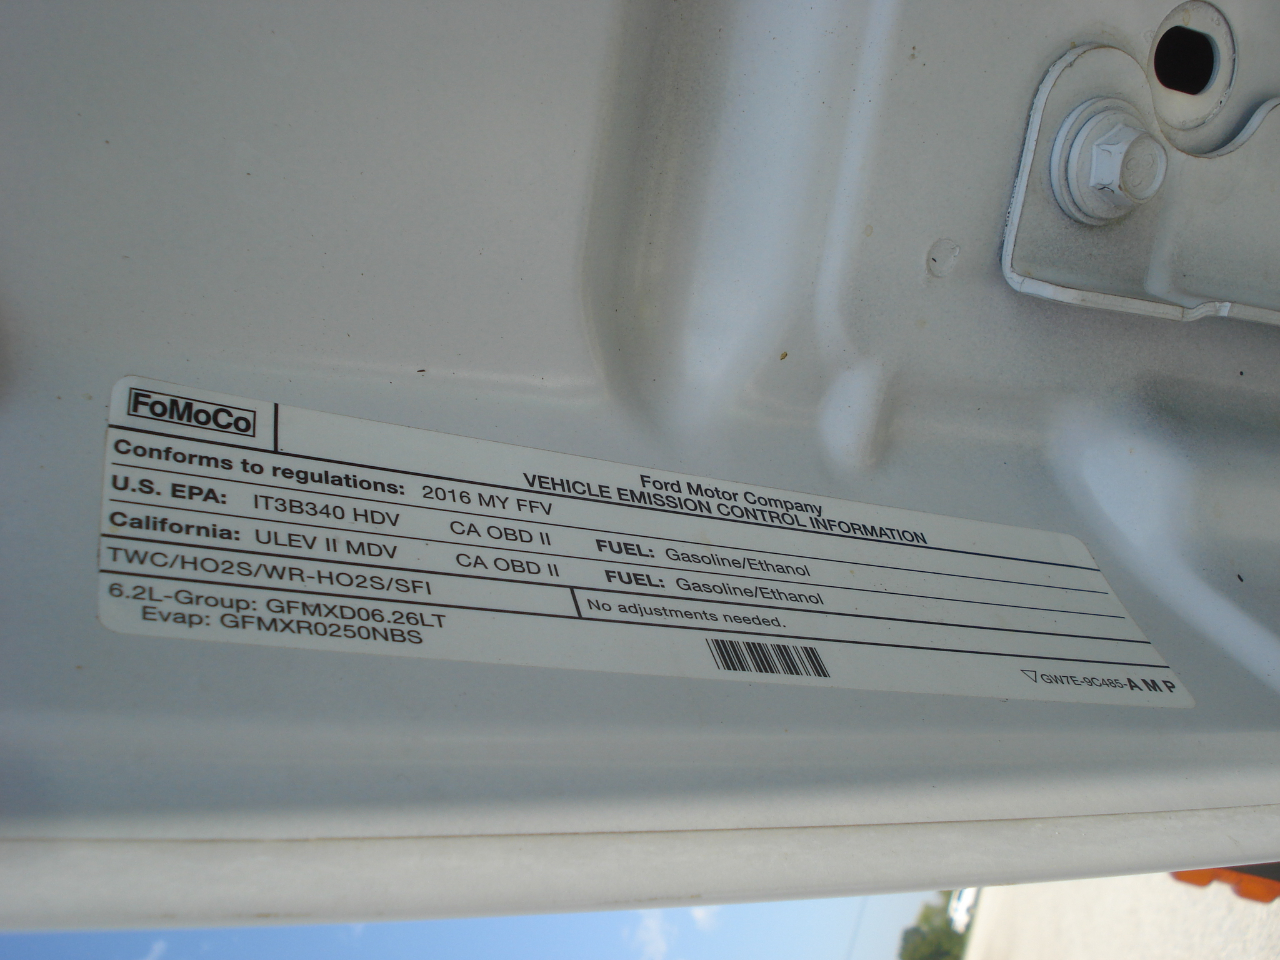 FoMoCo
Ford Motor Company
VEHICLE EMISSION CONTROL INFORMATION
Conforms to regulations: 2016 MY FFV
U.S. EPA: IT3B340 HDV CA OBD II FUEL: Gasoline/Ethanol
California: ULEV II MDV CA OBD II FUEL: Gasoline/Ethanol
TWC/HO2S/WR-HO2S/SFI No adjustments needed.
6.2L-Group: GFMXD06.26LT
Evap: GFMXR0250NBS
GW7E-9C485-AMP